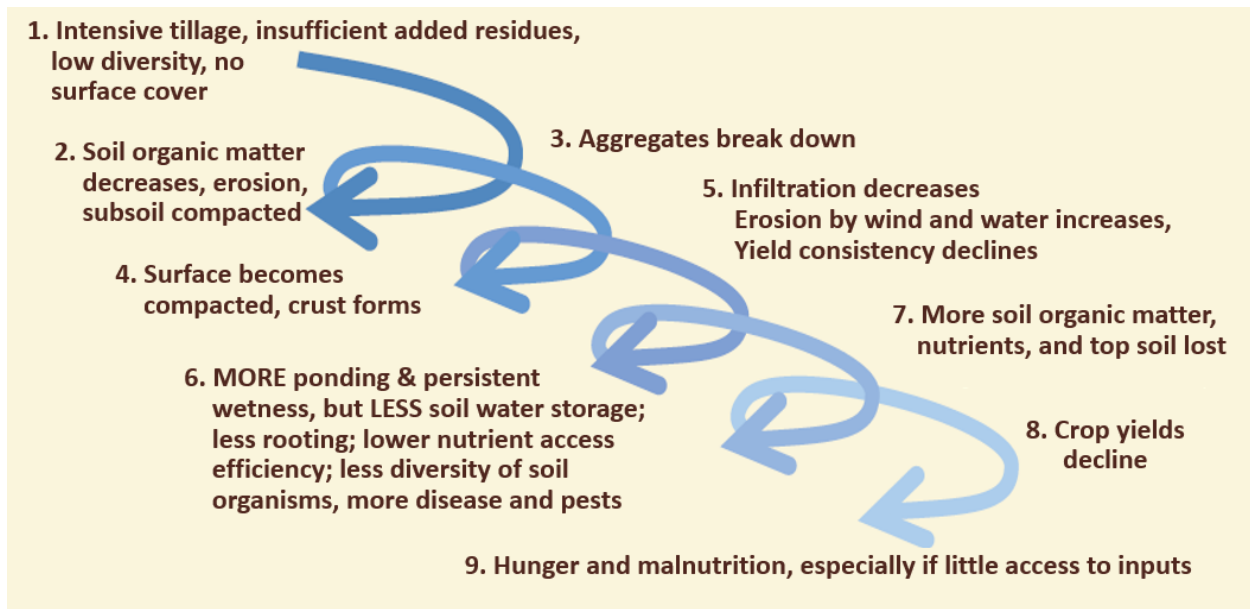 1. Intensive tillage, insufficient added residues,
low diversity, no
surface cover
2. Soil organic matter
decreases, erosion,
subsoil compacted
3. Aggregates break down
4. Surface becomes
compacted, crust forms
5. Infiltration decreases
Erosion by wind and water increases,
Yield consistency declines
6. MORE ponding & persistent
wetness, but LESS soil water storage;
less rooting; lower nutrient access
efficiency; less diversity of soil
organisms, more disease and pests
7. More soil organic matter,
nutrients, and top soil lost
8. Crop yields
decline
9. Hunger and malnutrition, especially if little access to inputs